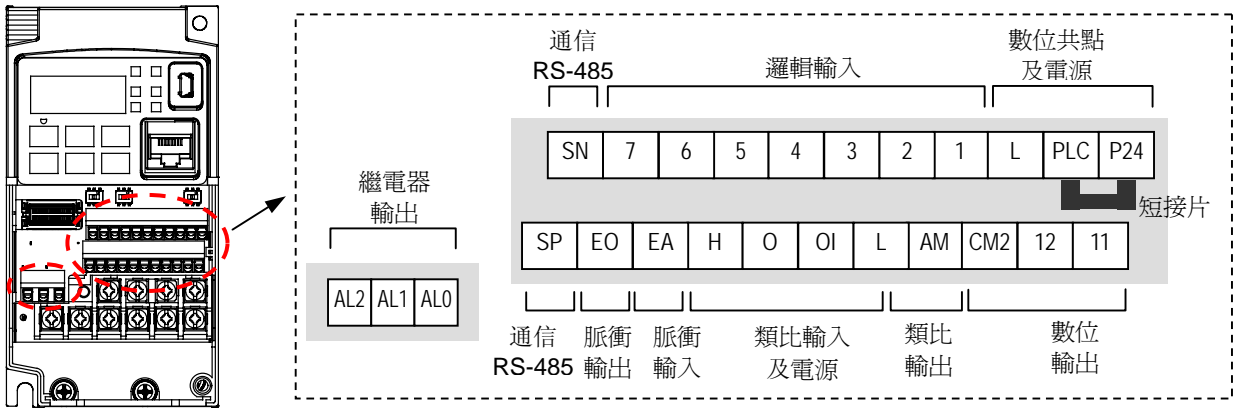 通信
RS-485
邏輯輸入
數位共點
及電源
SN 7 6 5 4 3 2 1 L PLC P24
短接片
繼電器
輸出
AL2 AL1 AL0
SP EO EA H O OI L AM CM2 12 11
通信
RS-485
脈衝
輸出
脈衝
輸入
類比輸入
及電源
類比
輸出
數位
輸出